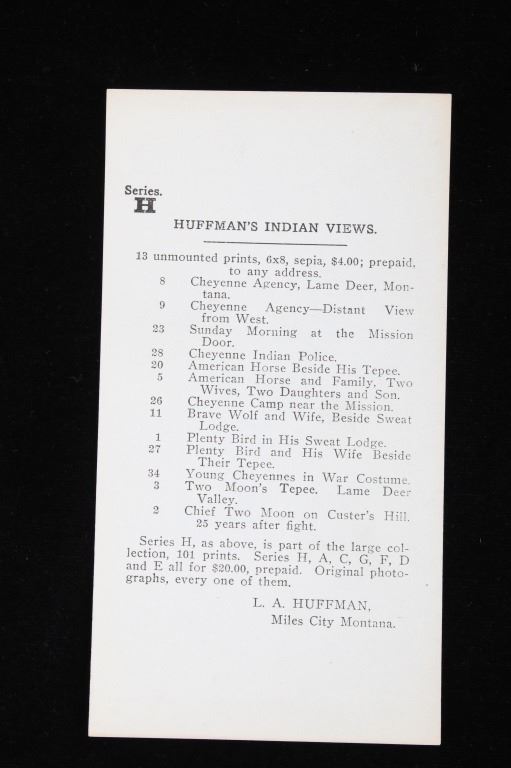 Series.
H
HUFFMAN'S INDIAN VIEWS.
13 unmounted prints, 6x8, sepia, $4.00; prepaid,
to any address.
8 Cheyenne Agency, Lame Deer, Mon-
tana.
9 Cheyenne Agency—Distant View
from West.
23 Sunday Morning at the Mission
Door.
28 Cheyenne Indian Police.
20 American Horse Beside His Tepee.
5 American Horse and Family, Two
Wives, Two Daughters and Son.
26 Cheyenne Camp near the Mission.
11 Brave Wolf and Wife, Beside Sweat
Lodge.
1 Plenty Bird in His Sweat Lodge.
27 Plenty Bird and His Wife Beside
Their Tepee.
34 Young Cheyennes in War Costume.
3 Two Moon's Tepee. Lame Deer
Valley.
2 Chief Two Moon on Custer's Hill.
25 years after fight.
Series H, as above, is part of the large col-
lection, 101 prints. Series H, A, C, G, F, D
and E all for $20.00, prepaid. Original photo-
graphs, every one of them.
L. A. HUFFMAN,
Miles City Montana.